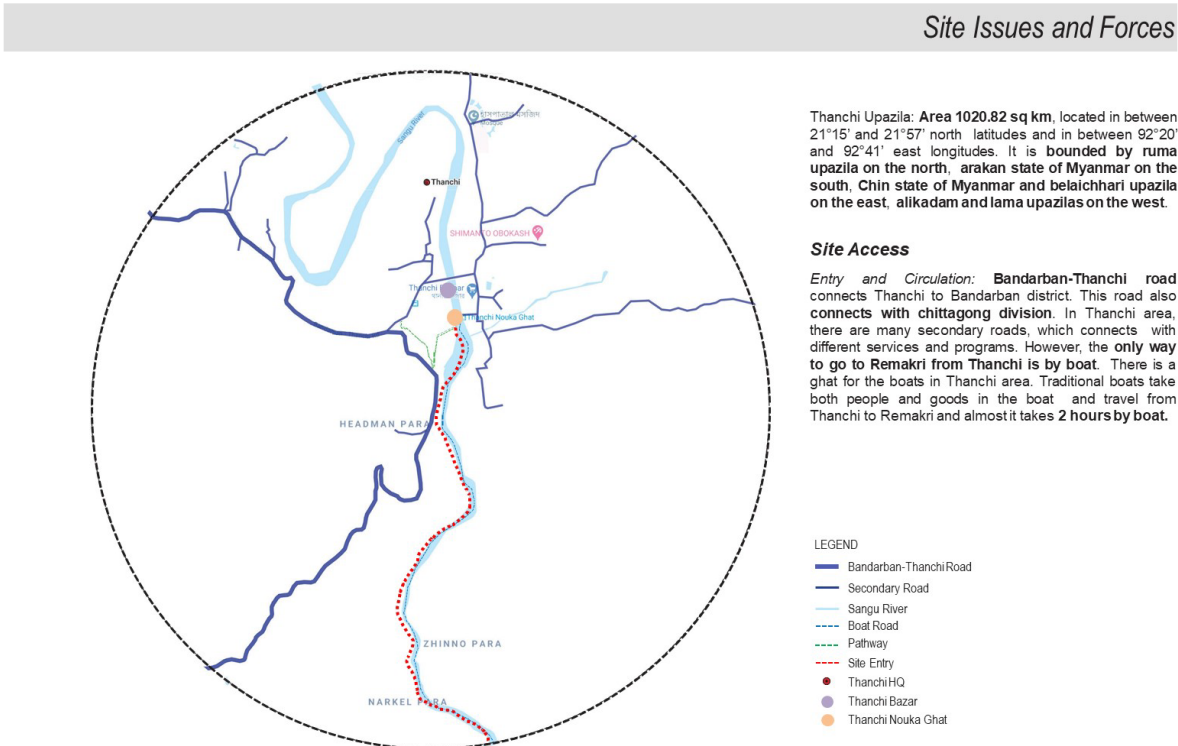 Site Issues and Forces
Thanchi Upazila: Area 1020.82 sq km, located in between
21°15’ and 21°57’ north latitudes and in between 92°20’
and 92°41’ east longitudes. It is bounded by ruma
upazila on the north, arakan state of Myanmar on the
south, Chin state of Myanmar and belaichhari upazila
on the east, alikadam and lama upazilas on the west.
Site Access
Entry and Circulation: Bandarban-Thanchi road
connects Thanchi to Bandarban district. This road also
connects with chittagong division. In Thanchi area,
there are many secondary roads, which connects with
different services and programs. However, the only way
to go to Remakri from Thanchi is by boat. There is a
ghat for the boats in Thanchi area. Traditional boats take
both people and goods in the boat and travel from
Thanchi to Remakri and almost it takes 2 hours by boat.
Sangu River
Thanchi
SHIMANTO OBOKASH
Thanchi
Thanchi Nouka Ghat
HEADMAN PARA
ZHINNO PARA
NARKEL PARA
LEGEND
Bandarban-Thanchi Road
Secondary Road
Sangu River
Boat Road
Pathway
Site Entry
Thanchi HQ
Thanchi Bazar
Thanchi Nouka Ghat